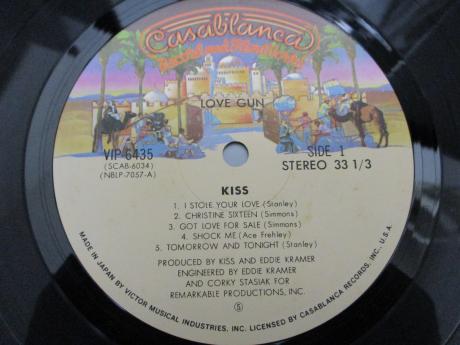 Casablanca
Record and FilmWorks
LOVE GUN
VIP-6435
(SCAB-6034)
(NBLP-7057-A)
SIDE 1
STEREO 33 1/3
KISS
1. I STOLE YOUR LOVE (Stanley)
2. CHRISTINE SIXTEEN (Simmons)
3. GOT LOVE FOR SALE (Simmons)
4. SHOCK ME (Ace Frehley)
5. TOMORROW AND TONIGHT (Stanley)
PRODUCED BY KISS AND EDDIE KRAMER
ENGINEERED BY EDDIE KRAMER
AND CORKY STASIAK FOR
REMARKABLE PRODUCTIONS, INC.
S
MADE IN JAPAN BY VICTOR MUSICAL INDUSTRIES, INC. LICENSED BY CASABLANCA RECORDS, INC., U.S.A.